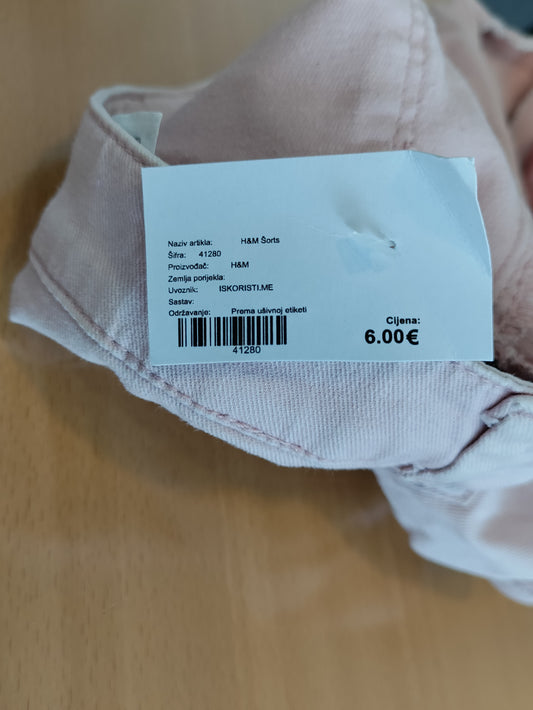 Naziv artikla: H&M Šorts
Šifra: 41280
Proizvođač: H&M
Zemlja porijekla:
Uvoznik: ISKORISTI.ME
Sastav:
Održavanje: Prema ušivnoj etiketi
41280
Cijena:
6.00€